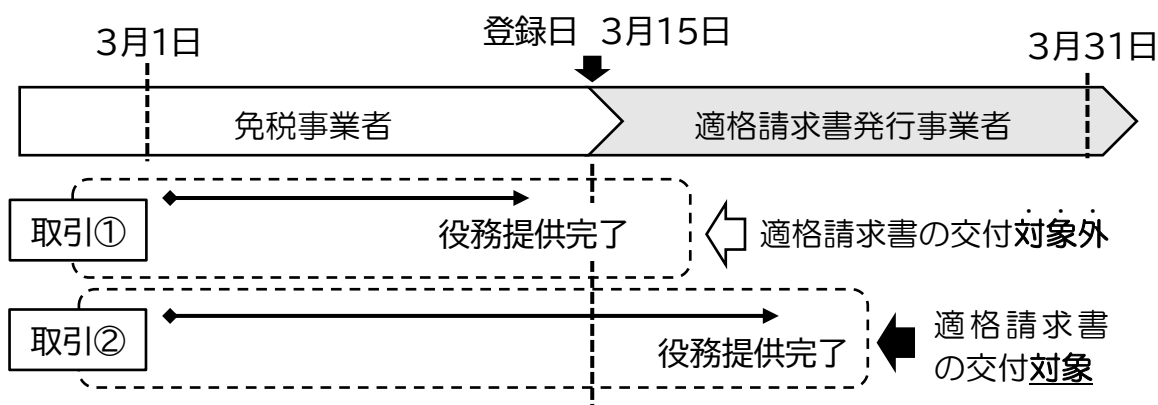 3月1日
登録日 3月15日
3月31日
免税事業者
適格請求書発行事業者
取引①
役務提供完了
適格請求書の交付対象外
取引②
役務提供完了
適格請求書
の交付対象